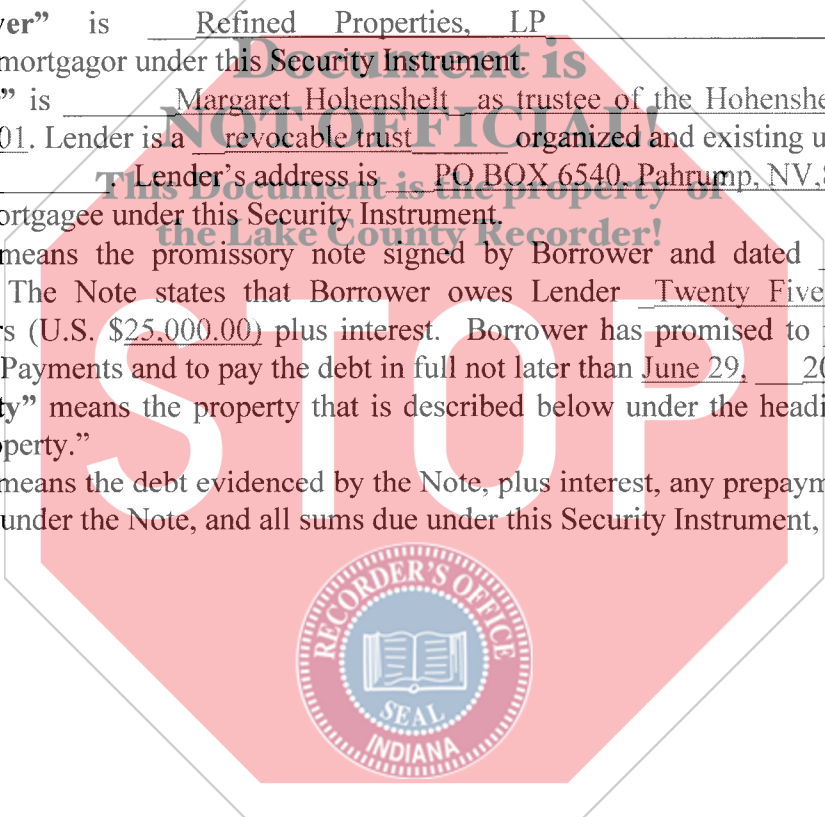 ver” is Refined Properties, LP
mortgagor under this Security Instrument.
Document is
” is Margaret Hohenshelt as trustee of the Hohenshe
NOT OFFICIAL!
01. Lender is a revocable trust organized and existing u
. Lender’s address is PO BOX 6540, Pahrump, NV,8
This Document is the property of
ortgagee under this Security Instrument.
the Lake County Recorder!
means the promissory note signed by Borrower and dated
The Note states that Borrower owes Lender Twenty Five
rs (U.S. $25,000.00) plus interest. Borrower has promised to
Payments and to pay the debt in full not later than June 29, 20
ty” means the property that is described below under the headi
operty.”
means the debt evidenced by the Note, plus interest, any prepaym
under the Note, and all sums due under this Security Instrument,
STOP
RECORDER'S OFFICE
SEAL
INDIANA